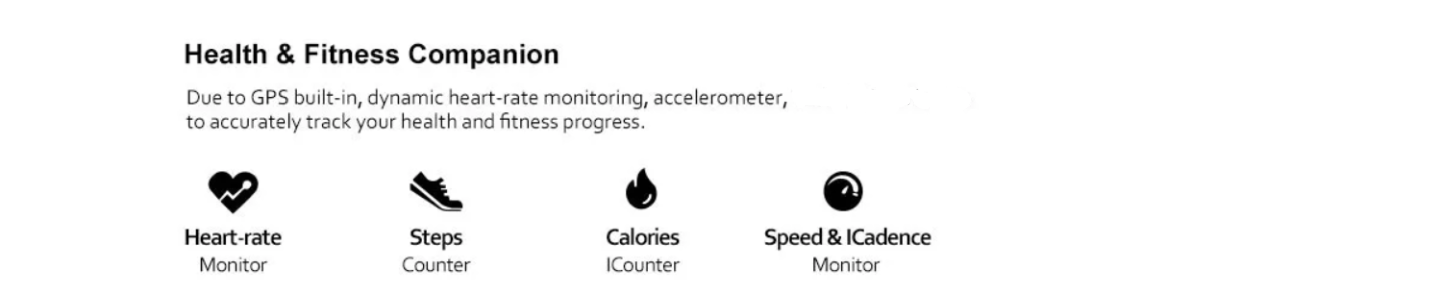 Health & Fitness Companion
Due to GPS built-in, dynamic heart-rate monitoring, accelerometer,
to accurately track your health and fitness progress.
Heart-rate Steps Calories Speed & ICadence
Monitor Counter ICounter Monitor